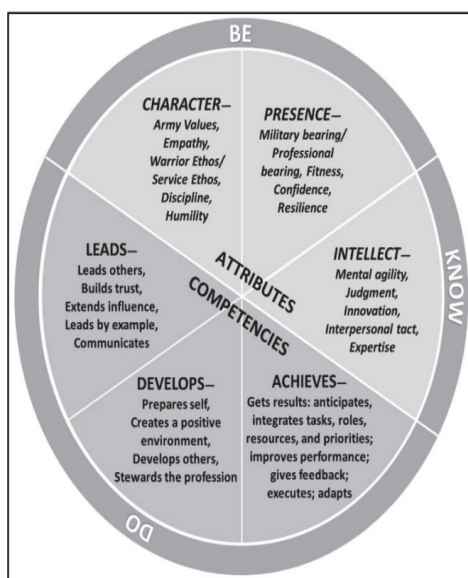 BE
CHARACTER—
Army Values,
Empathy,
Warrior Ethos/
Service Ethos,
Discipline,
Humility
PRESENCE—
Military bearing/
Professional
bearing, Fitness,
Confidence,
Resilience
KNOW
INTELLECT—
Mental agility,
Judgment,
Innovation,
Interpersonal tact,
Expertise
ATTRIBUTES
COMPETENCIES
LEADS—
Leads others,
Builds trust,
Extends influence,
Leads by example,
Communicates
DEVELOPS—
Prepares self,
Creates a positive
environment,
Develops others,
Stewards the profession
ACHIEVES—
Gets results: anticipates,
integrates tasks, roles,
resources, and priorities;
improves performance;
gives feedback;
executes; adapts
DO